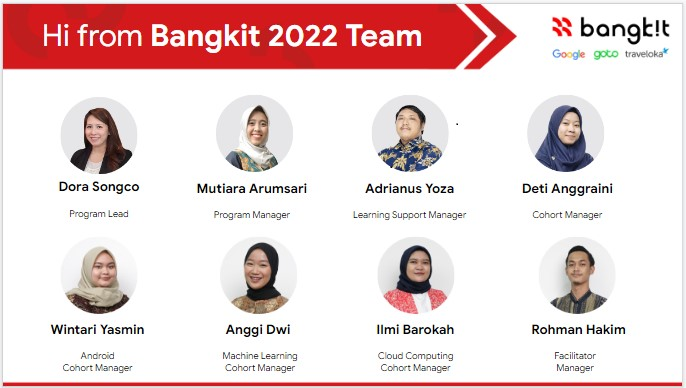 Hi from Bangkit 2022 Team
bangk!t
Google goto traveloka
Dora Songco
Program Lead
Mutiara Arumsari
Program Manager
Adrianus Yoza
Learning Support Manager
Deti Anggraini
Cohort Manager
Wintari Yasmin
Android
Cohort Manager
Anggi Dwi
Machine Learning
Cohort Manager
Ilmi Barokah
Cloud Computing
Cohort Manager
Rohman Hakim
Facilitator
Manager